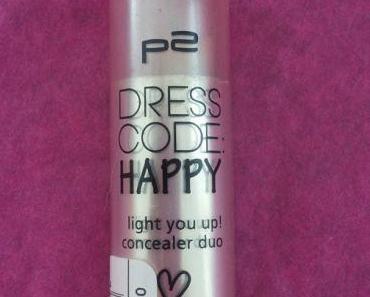 p2
DRESS
CODE:
HAPPY
light you up!
concealer duo